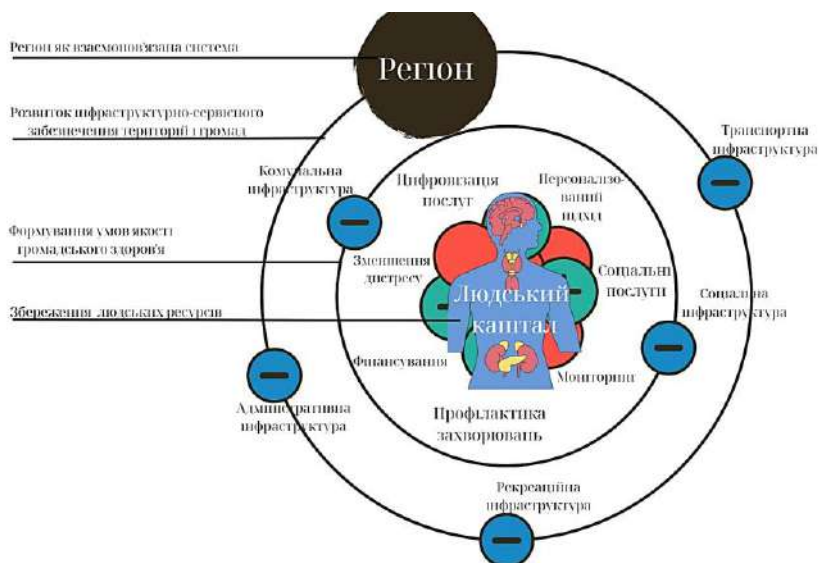 Регіон
Регіон як взаємопов'язана система
Розвиток інфраструктурно-сервісного
забезпечення територій і громад
Транспортна
інфраструктура
Комунальна
інфраструктура
Цифровізація
послуг
Персоналізо-
ваний
підхід
Формування умов якості
громадського здоров'я
Зменшення
дистресу
Соціальні
послуги
Людський
капітал
Соціальна
інфраструктура
Збереження людських ресурсів
Фінансування
Моніторинг
Адміністративна
інфраструктура
Профілактика
захворювань
Рекреаційна
інфраструктура